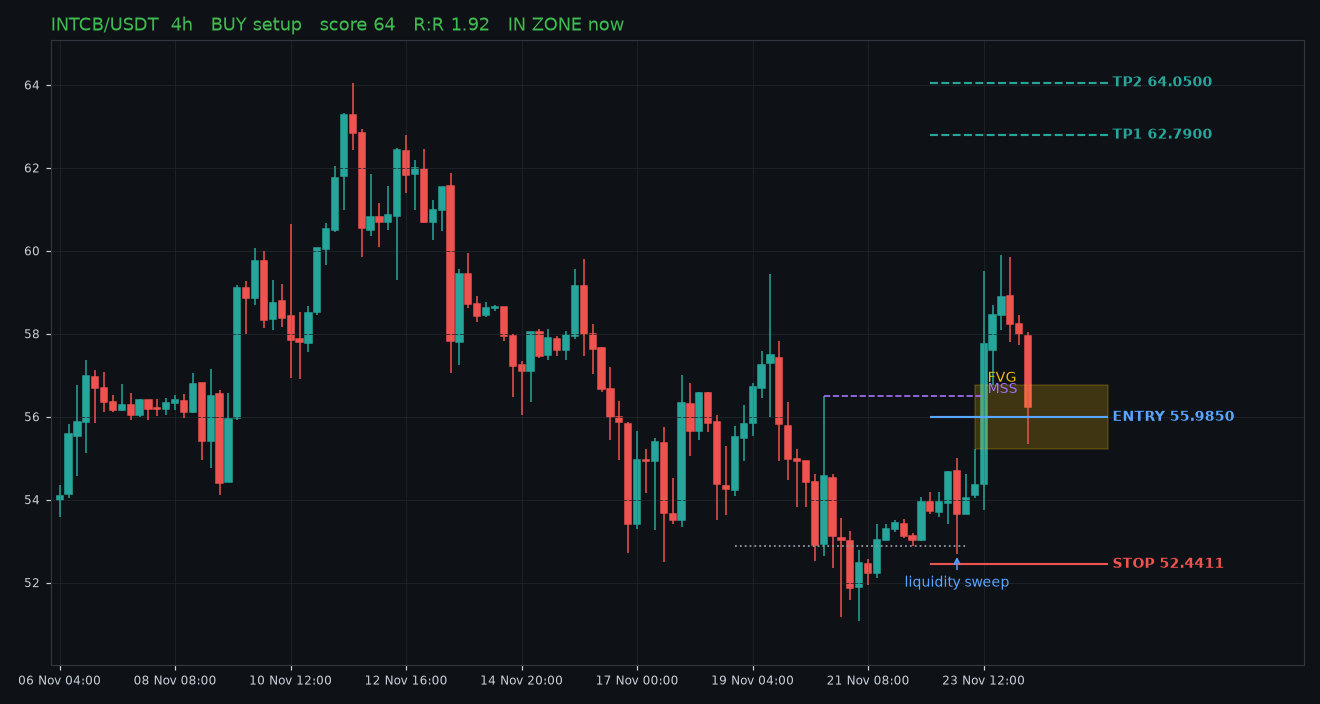 INTCB/USDT 4h BUY setup score 64 R:R 1.92 IN ZONE now
64
62
60
58
56
54
52
TP2 64.0500
TP1 62.7900
FVG
MSS
ENTRY 55.9850
STOP 52.4411
liquidity sweep
06 Nov 04:00
08 Nov 08:00
10 Nov 12:00
12 Nov 16:00
14 Nov 20:00
17 Nov 00:00
19 Nov 04:00
21 Nov 08:00
23 Nov 12:00